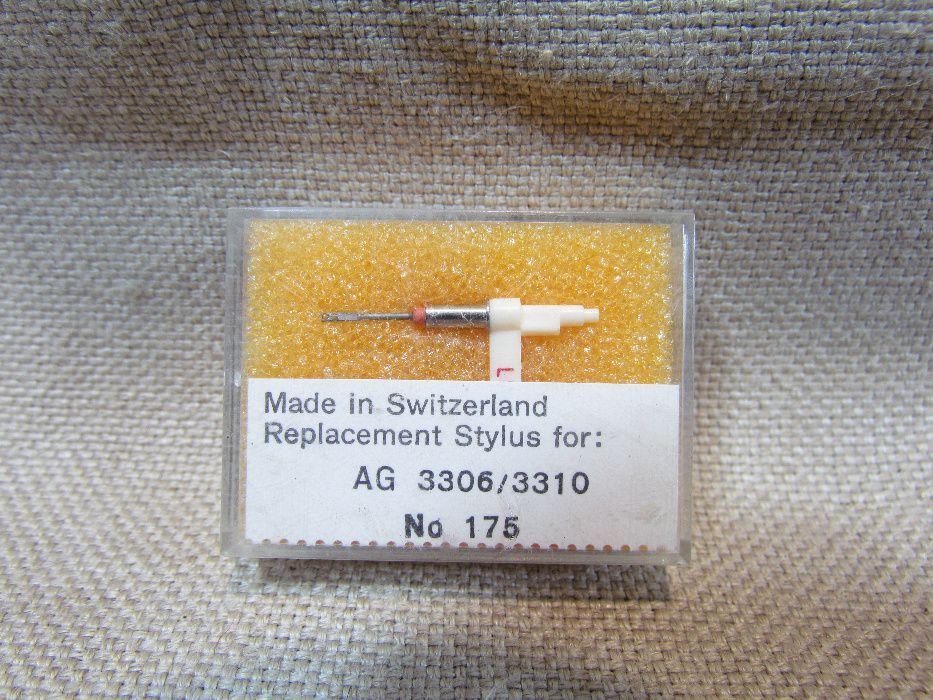 L
Made in Switzerland
Replacement Stylus for:
AG 3306/3310
No 175